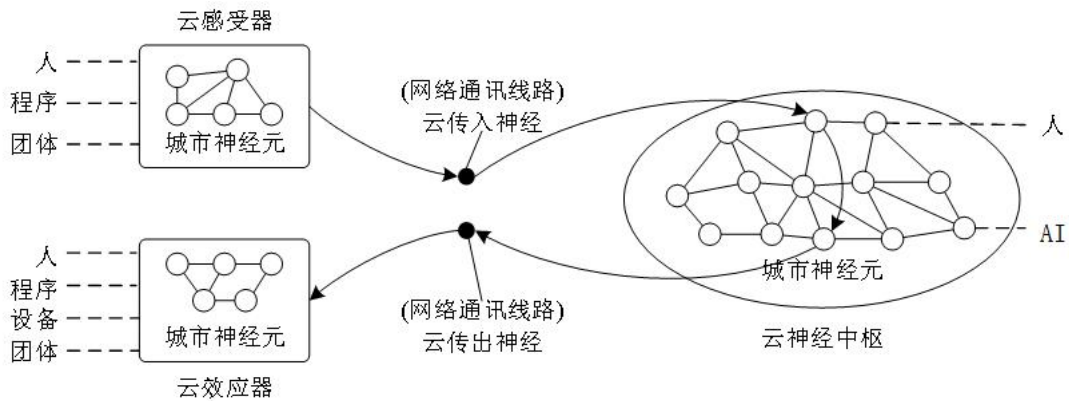 云感受器
人
程序
团体
城市神经元
(网络通讯线路)
云传入神经
人
AI
城市神经元
云神经中枢
人
程序
设备
团体
城市神经元
云效应器
(网络通讯线路)
云传出神经